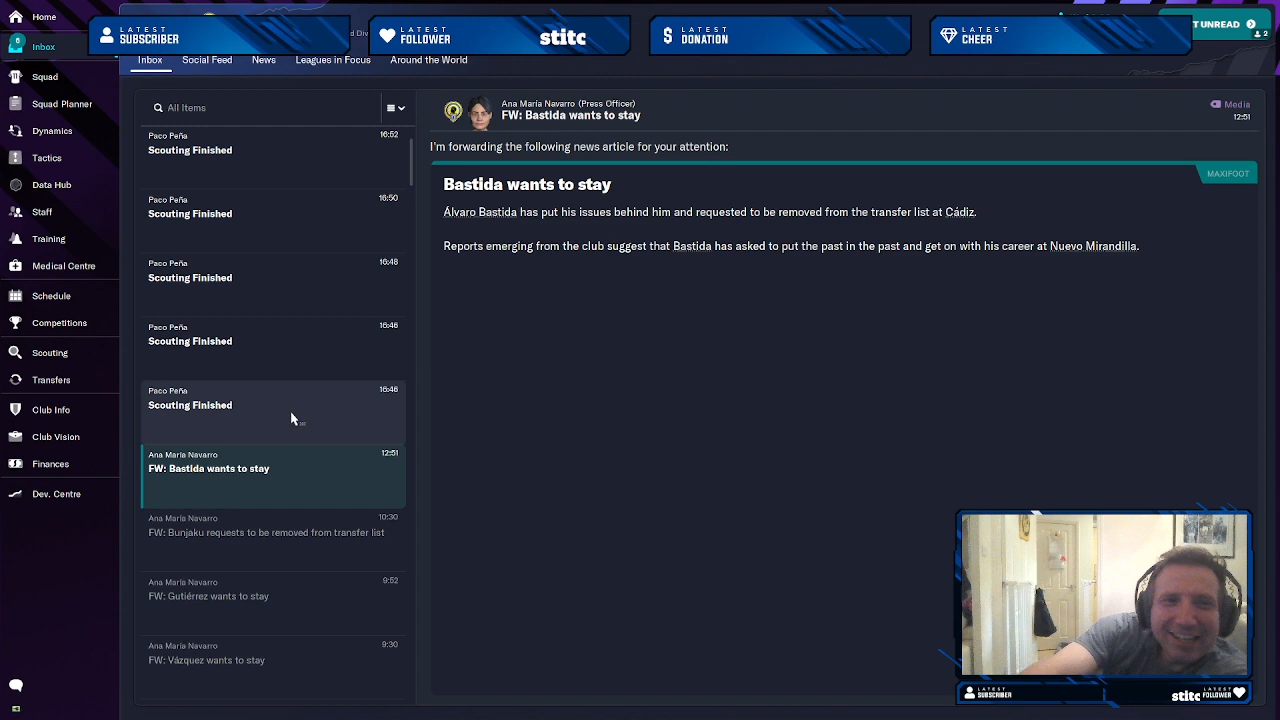 Home
Inbox
6
Squad
Squad Planner
Dynamics
Tactics
Data Hub
Staff
Training
Medical Centre
Schedule
Competitions
Scouting
Transfers
Club Info
Club Vision
Finances
Dev. Centre
LATEST
SUBSCRIBER
LATEST
FOLLOWER
stitc
LATEST
DONATION
LATEST
CHEER
T UNREAD
2
Inbox
Social Feed
News
Leagues in Focus
Around the World
All Items
Paco Peña 16:52
Scouting Finished
Paco Peña 16:50
Scouting Finished
Paco Peña 16:48
Scouting Finished
Paco Peña 16:46
Scouting Finished
Paco Peña 16:46
Scouting Finished
Ana María Navarro 12:51
FW: Bastida wants to stay
Ana María Navarro 10:30
FW: Bunjaku requests to be removed from transfer list
Ana María Navarro 9:52
FW: Gutiérrez wants to stay
Ana María Navarro 9:30
FW: Vázquez wants to stay
Ana María Navarro (Press Officer)
FW: Bastida wants to stay
Media
12:51
I'm forwarding the following news article for your attention:
MAXIFOOT
Bastida wants to stay
Álvaro Bastida has put his issues behind him and requested to be removed from the transfer list at Cádiz.
Reports emerging from the club suggest that Bastida has asked to put the past in the past and get on with his career at Nuevo Mirandilla.
LATEST
SUBSCRIBER
stitc
LATEST
FOLLOWER